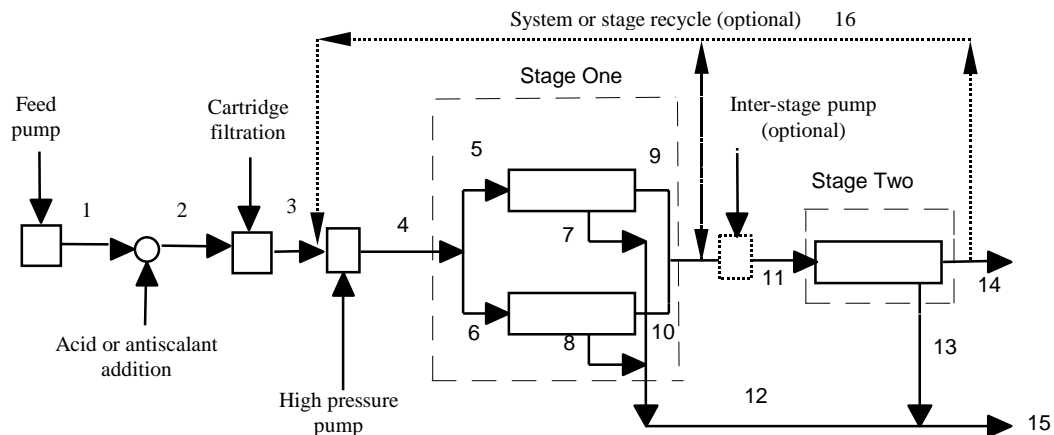 System or stage recycle (optional) 16
Stage One
Feed
pump
Cartridge
filtration
Inter-stage pump
(optional)
Stage Two
1
2
3
4
5
9
7
6
8
10
11
14
13
Acid or antiscalant
addition
High pressure
pump
12
15